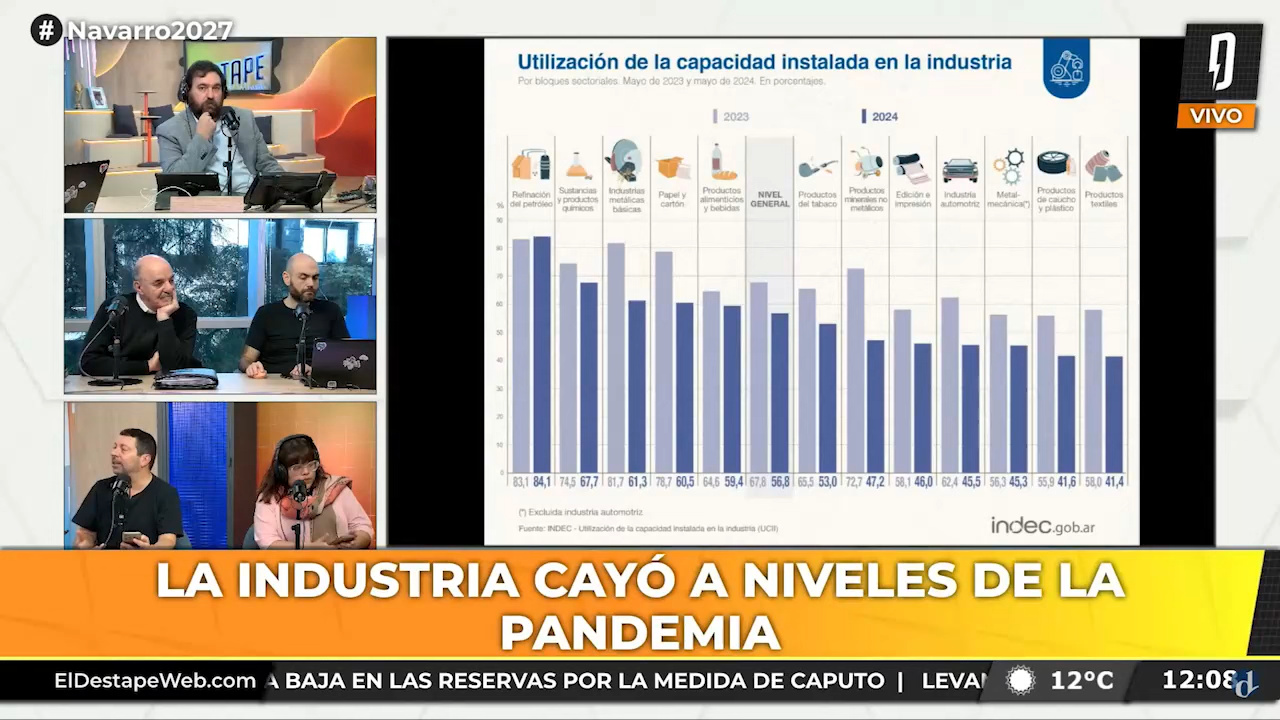 # Navarro2027
TAPE
VIVO
Utilización de la capacidad instalada en la industria
Por bloques sectoriales. Mayo de 2023 y mayo de 2024. En porcentajes.
2023
2024
Refinación
del petróleo
Sustancias
y productos
químicos
Industrias
metálicas
básicas
Papel y
cartón
Productos
alimenticios
y bebidas
NIVEL
GENERAL
Productos
del tabaco
Productos
minerales no
metálicos
Edición e
impresión
Industria
automotriz
Metal-
mecánica(*)
Productos
de caucho
y plástico
Productos
textiles
%
90
80
70
60
50
40
30
20
10
0
83,1 84,1 74,5 67,7 81,7 61,3 78,7 60,5 64,6 59,4 67,8 56,8 65,5 53,0 72,7 47,2 58,1 46,0 62,4 45,5 56,3 45,3 55,9 41,6 58,0 41,4
(*) Excluida industria automotriz
Fuente: INDEC - Utilización de la capacidad instalada en la industria (UCII)
indec.gob.ar
LA INDUSTRIA CAYÓ A NIVELES DE LA
PANDEMIA
ElDestapeWeb.com A BAJA EN LAS RESERVAS POR LA MEDIDA DE CAPUTO | LEVAN 12°C 12:08